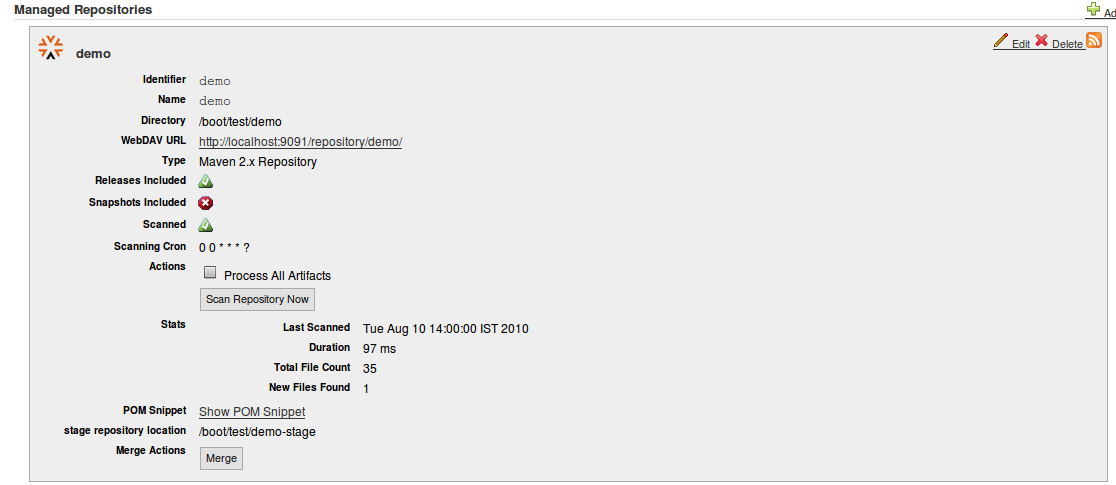 Managed Repositories
Ad
demo
Edit Delete
Identifier demo
Name demo
Directory /boot/test/demo
WebDAV URL http://localhost:9091/repository/demo/
Type Maven 2.x Repository
Releases Included
Snapshots Included
Scanned
Scanning Cron 0 0 * * * ?
Actions Process All Artifacts
Scan Repository Now
Stats Last Scanned Tue Aug 10 14:00:00 IST 2010
Duration 97 ms
Total File Count 35
New Files Found 1
POM Snippet Show POM Snippet
stage repository location /boot/test/demo-stage
Merge Actions Merge